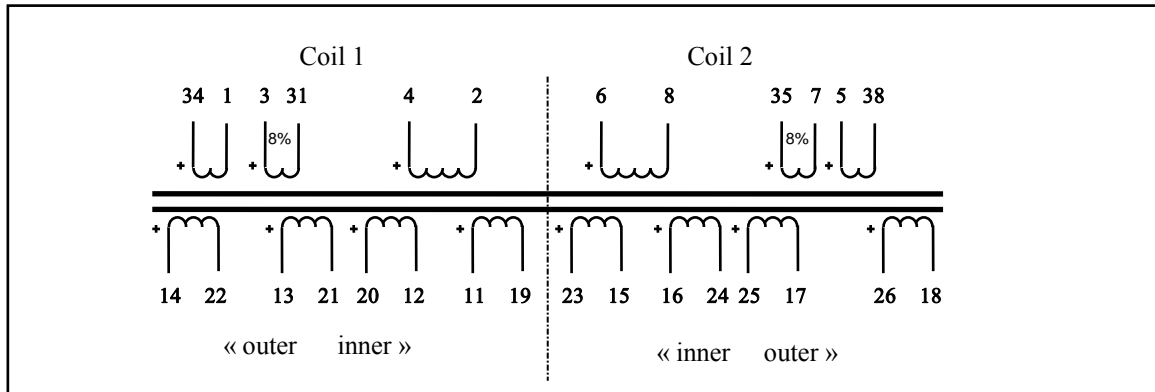 Coil 1 Coil 2
34 1 3 31 4 2 6 8 35 7 5 38
8% 8%
+ + + + + +
+ + + + + + + +
14 22 13 21 20 12 11 19 23 15 16 24 25 17 26 18
« outer inner » « inner outer »